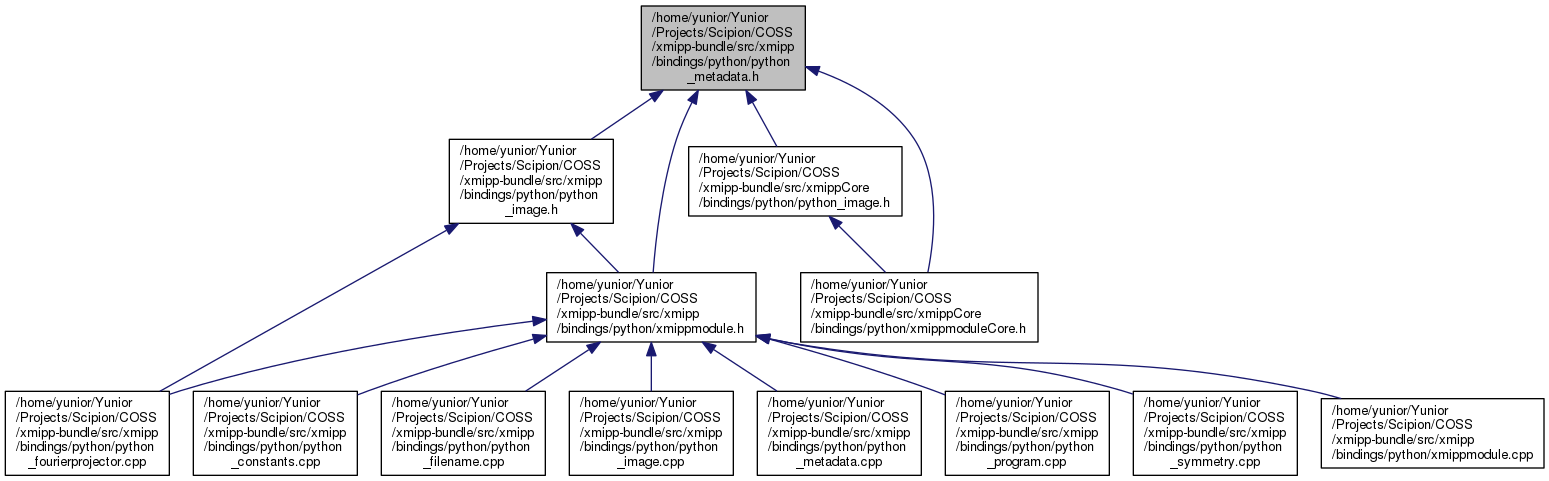 /home/yunior/Yunior
/Projects/Scipion/COSS
/xmipp-bundle/src/xmipp
/bindings/python/python
_metadata.h
/home/yunior/Yunior
/Projects/Scipion/COSS
/xmipp-bundle/src/xmipp
/bindings/python/python
_image.h
/home/yunior/Yunior
/Projects/Scipion/COSS
/xmipp-bundle/src/xmippCore
/bindings/python/python_image.h
/home/yunior/Yunior
/Projects/Scipion/COSS
/xmipp-bundle/src/xmipp
/bindings/python/xmippmodule.h
/home/yunior/Yunior
/Projects/Scipion/COSS
/xmipp-bundle/src/xmippCore
/bindings/python/xmippmoduleCore.h
/home/yunior/Yunior
/Projects/Scipion/COSS
/xmipp-bundle/src/xmipp
/bindings/python/python
_fourierprojector.cpp
/home/yunior/Yunior
/Projects/Scipion/COSS
/xmipp-bundle/src/xmipp
/bindings/python/python
_constants.cpp
/home/yunior/Yunior
/Projects/Scipion/COSS
/xmipp-bundle/src/xmipp
/bindings/python/python
_filename.cpp
/home/yunior/Yunior
/Projects/Scipion/COSS
/xmipp-bundle/src/xmipp
/bindings/python/python
_image.cpp
/home/yunior/Yunior
/Projects/Scipion/COSS
/xmipp-bundle/src/xmipp
/bindings/python/python
_metadata.cpp
/home/yunior/Yunior
/Projects/Scipion/COSS
/xmipp-bundle/src/xmipp
/bindings/python/python
_program.cpp
/home/yunior/Yunior
/Projects/Scipion/COSS
/xmipp-bundle/src/xmipp
/bindings/python/python
_symmetry.cpp
/home/yunior/Yunior
/Projects/Scipion/COSS
/xmipp-bundle/src/xmipp
/bindings/python/xmippmodule.cpp